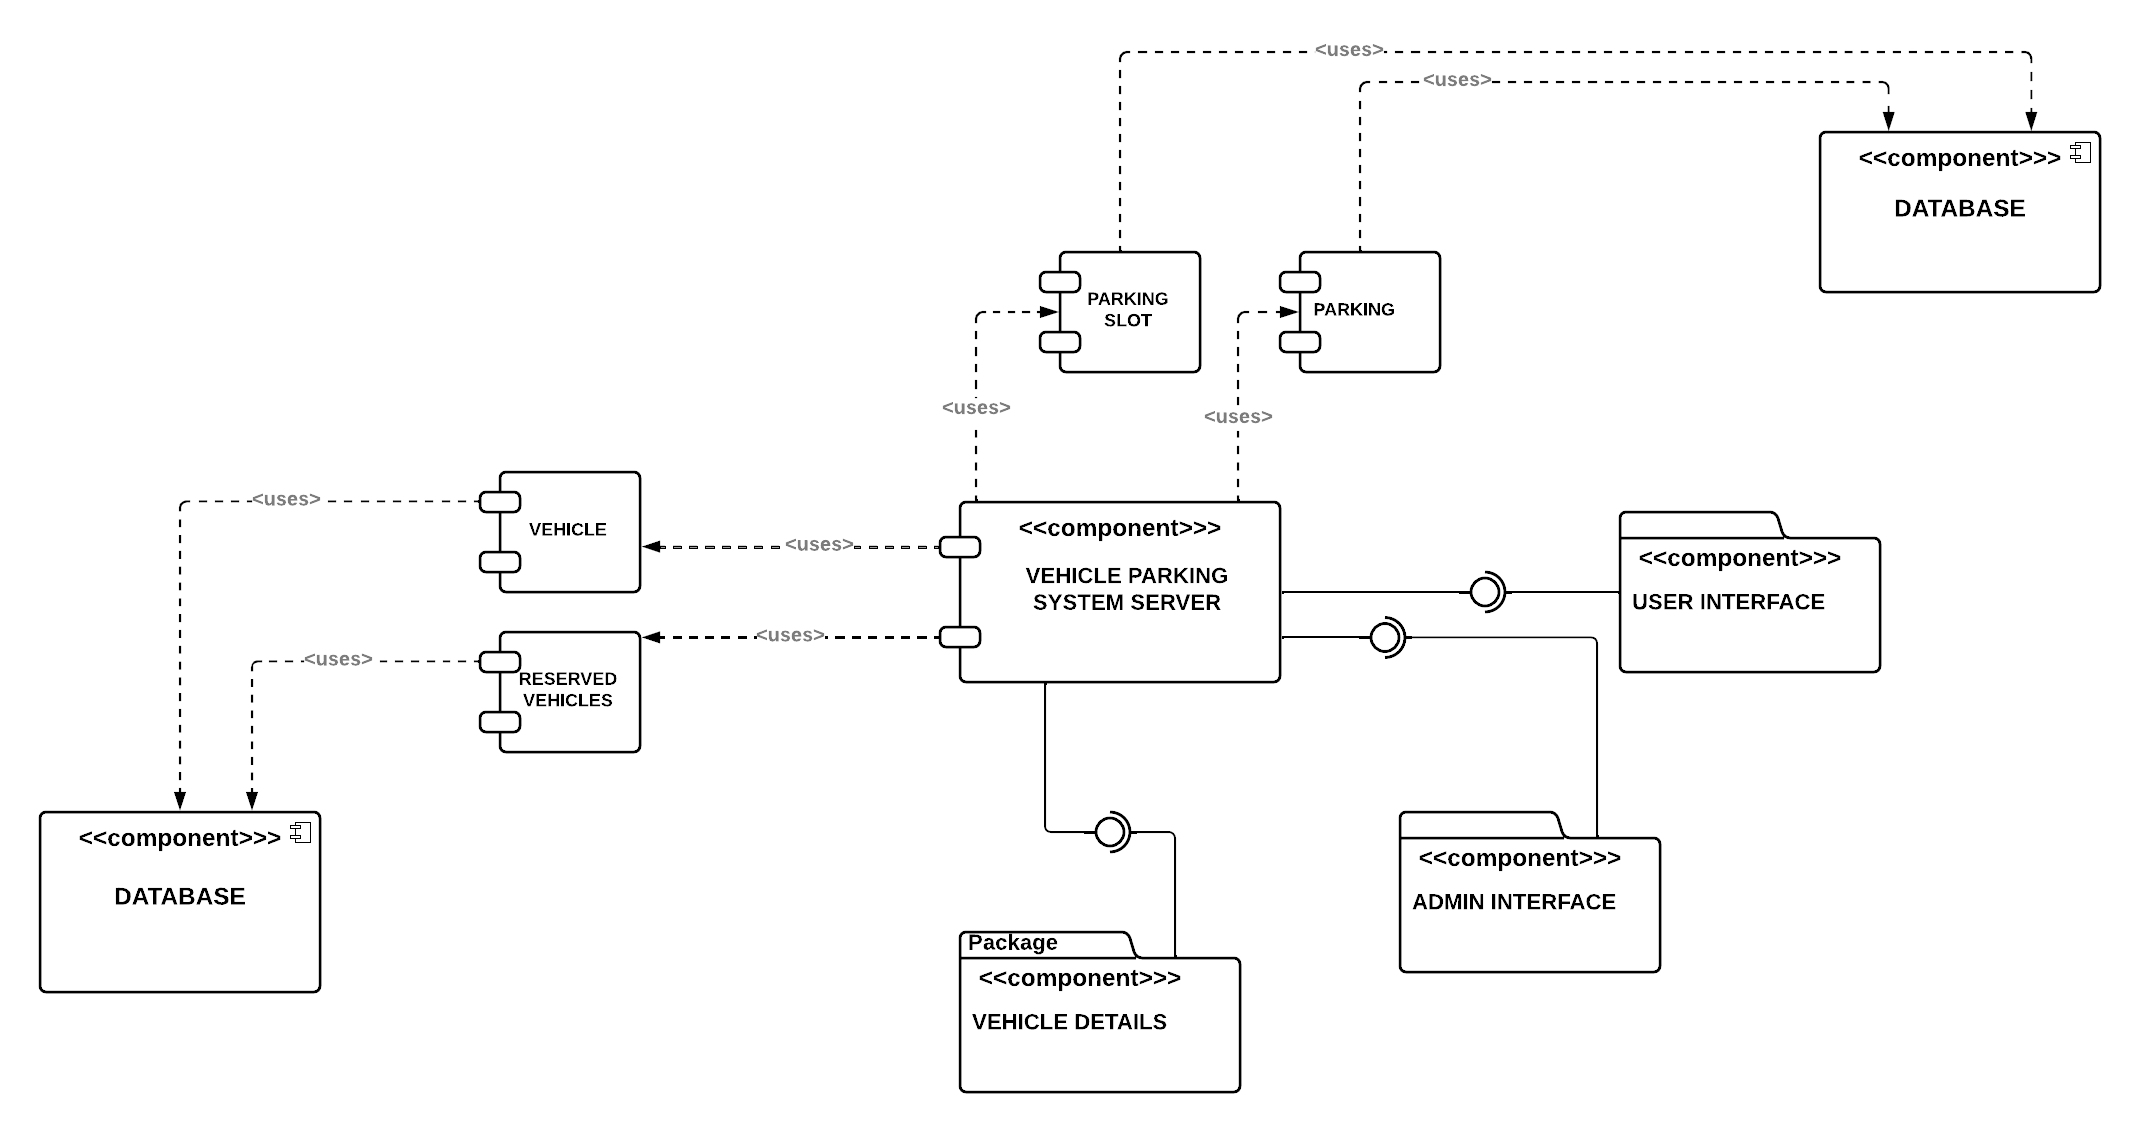 <uses>
<uses>
<<component>>>
DATABASE
PARKING
SLOT
PARKING
<uses>
<uses>
<uses>
VEHICLE
<uses>
<<component>>>
VEHICLE PARKING
SYSTEM SERVER
<<component>>>
USER INTERFACE
<uses>
RESERVED
VEHICLES
<uses>
<<component>>>
DATABASE
<<component>>>
ADMIN INTERFACE
Package
<<component>>>
VEHICLE DETAILS